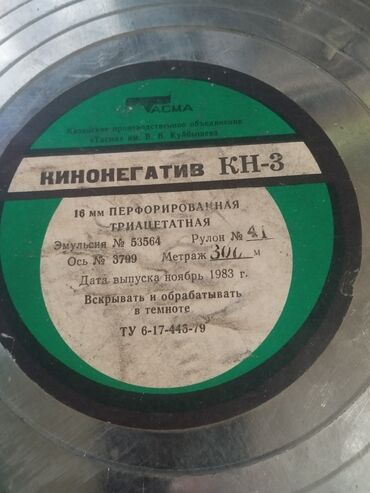 ТАСМА
Казанское производственное объединение
«Тасма» им. В. В. Куйбышева
КИНОНЕГАТИВ КН-3
16 мм ПЕРФОРИРОВАННАЯ
ТРИАЦЕТАТНАЯ
Эмульсия № 53564 Рулон № 41
Ось № 3799 Метраж 300 м
Дата выпуска ноябрь 1983 г.
Вскрывать и обрабатывать
в темноте
ТУ 6-17-445-79